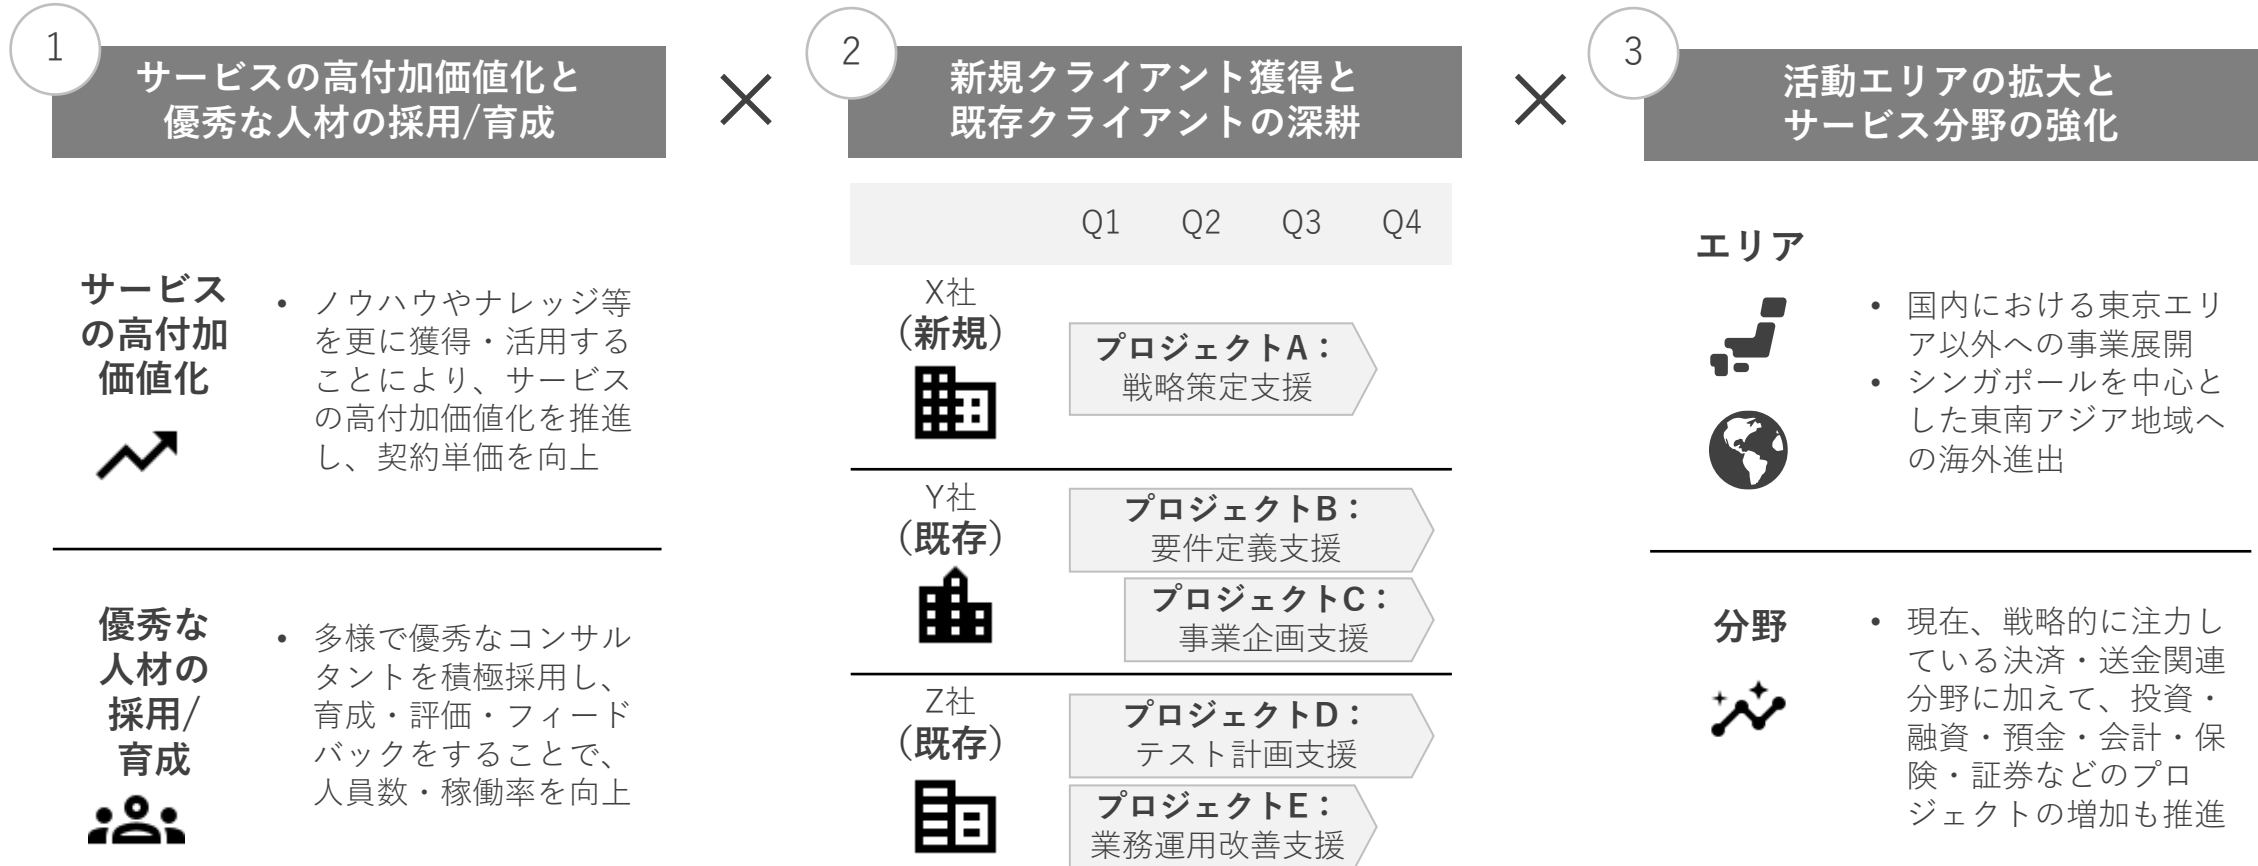 1
サービスの高付加価値化と
優秀な人材の採用/育成
サービス
の高付加
価値化
• ノウハウやナレッジ等
を更に獲得・活用する
ことにより、サービス
の高付加価値化を推進
し、契約単価を向上
優秀な
人材の
採用/
育成
• 多様で優秀なコンサル
タントを積極採用し、
育成・評価・フィード
バックをすることで、
人員数・稼働率を向上
×
2
新規クライアント獲得と
既存クライアントの深耕
Q1 Q2 Q3 Q4
X社
（新規）
プロジェクトA：
戦略策定支援
Y社
（既存）
プロジェクトB：
要件定義支援
プロジェクトC：
事業企画支援
Z社
（既存）
プロジェクトD：
テスト計画支援
プロジェクトE：
業務運用改善支援
×
3
活動エリアの拡大と
サービス分野の強化
エリア
• 国内における東京エリ
ア以外への事業展開
• シンガポールを中心と
した東南アジア地域へ
の海外進出
分野
• 現在、戦略的に注力し
ている決済・送金関連
分野に加えて、投資・
融資・預金・会計・保
険・証券などのプロ
ジェクトの増加も推進